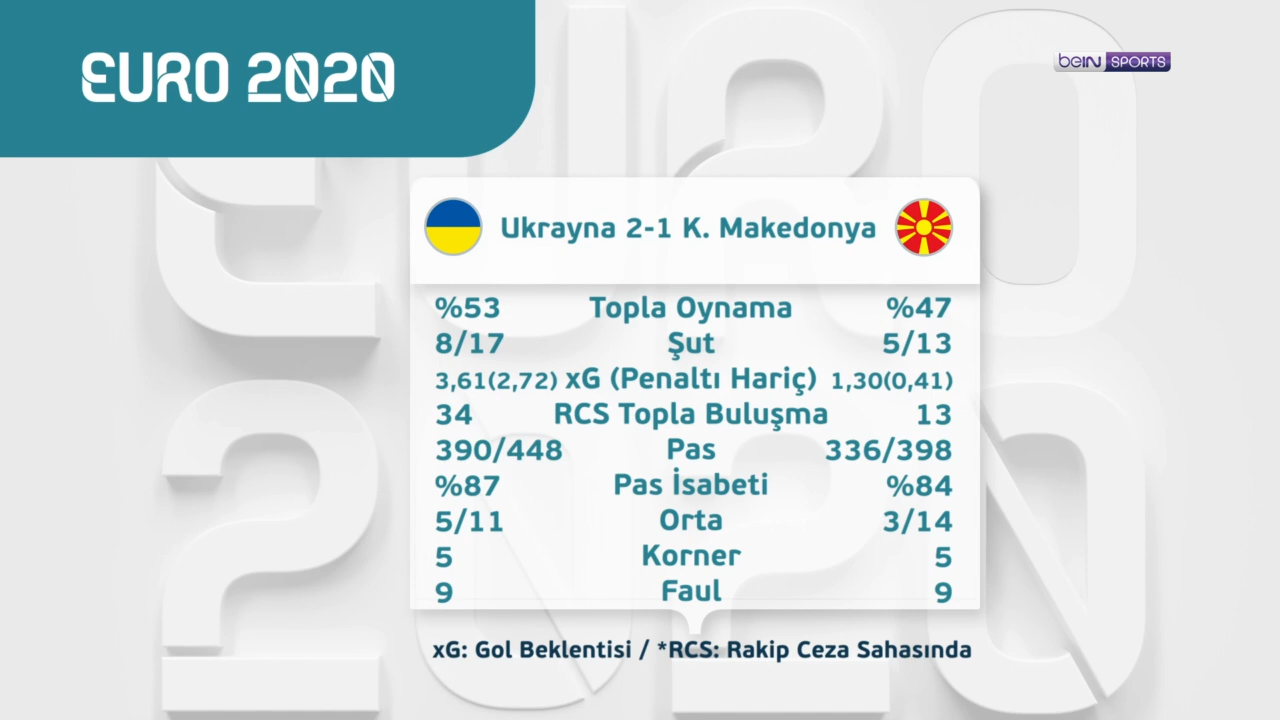 EURO 2020
beIN SPORTS
Ukrayna 2-1 K. Makedonya
%53 Topla Oynama %47
8/17 Şut 5/13
3,61(2,72) xG (Penaltı Hariç) 1,30(0,41)
34 RCS Topla Buluşma 13
390/448 Pas 336/398
%87 Pas İsabeti %84
5/11 Orta 3/14
5 Korner 5
9 Faul 9
xG: Gol Beklentisi / *RCS: Rakip Ceza Sahasında